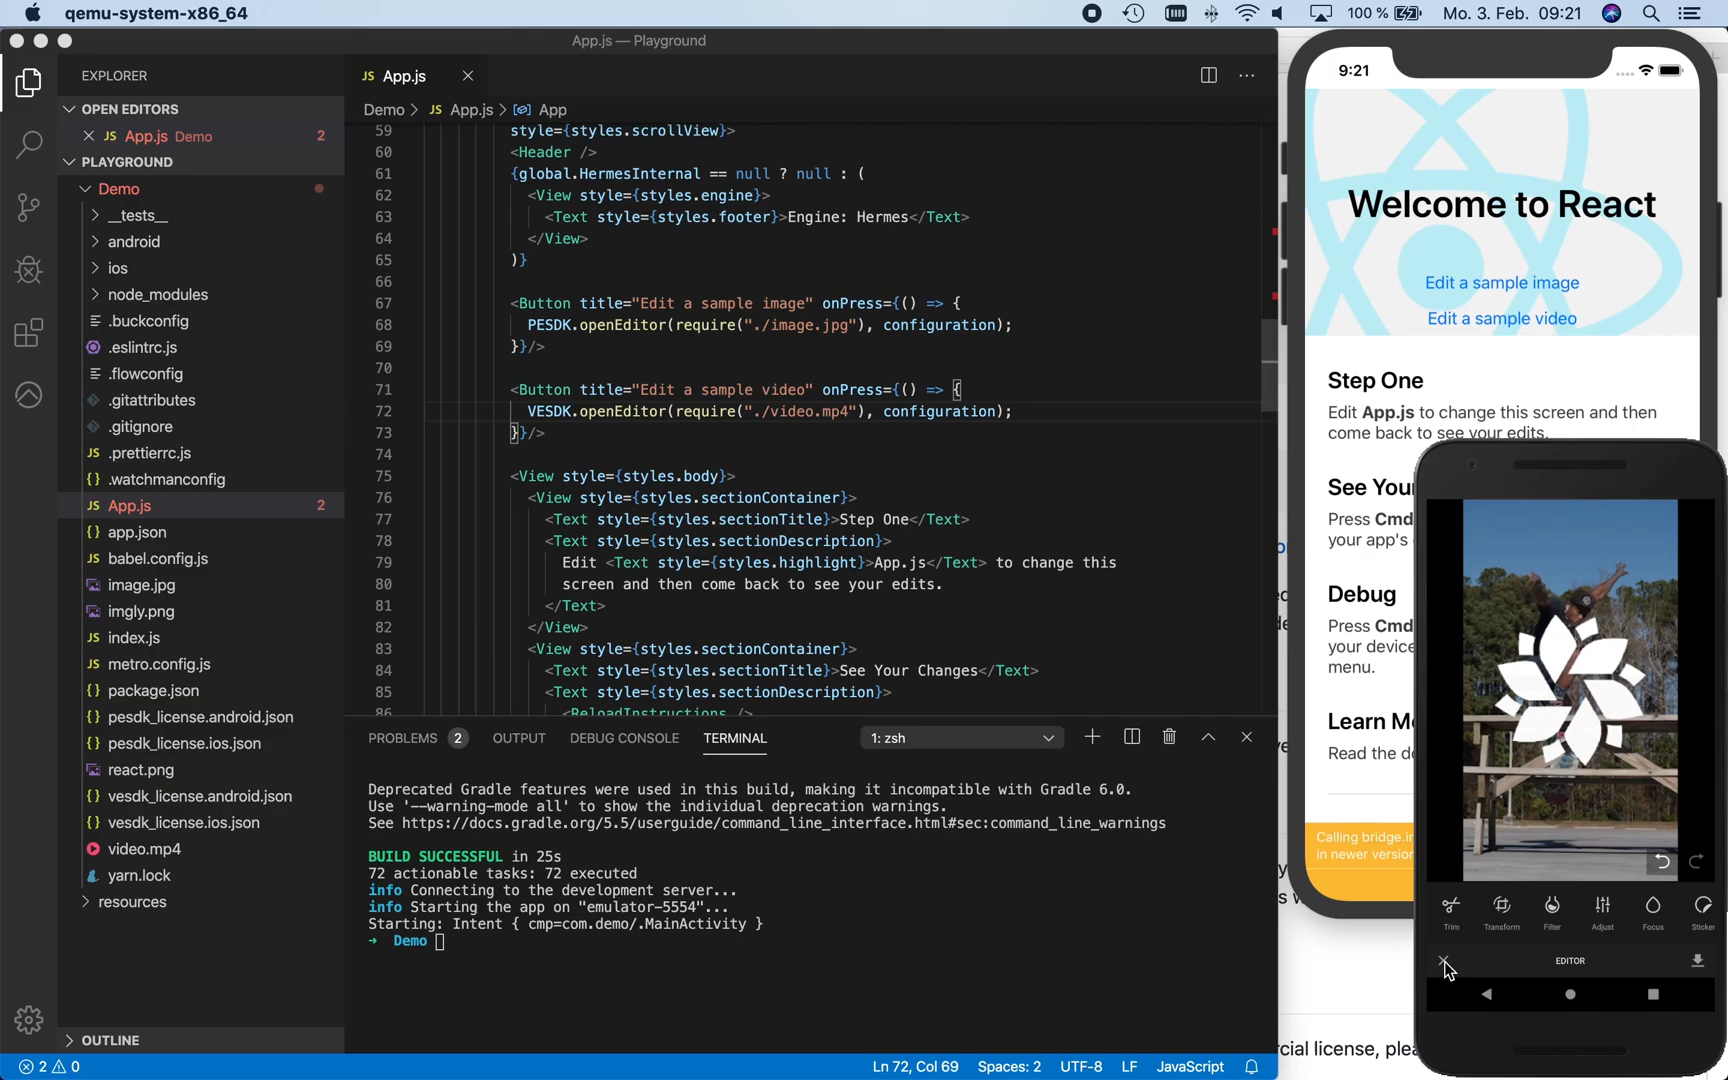 qemu-system-x86_64
100 %
Mo. 3. Feb. 09:21
App.js — Playground
EXPLORER
OPEN EDITORS
JS App.js Demo 2
PLAYGROUND
Demo
__tests__
android
ios
node_modules
.buckconfig
.eslintrc.js
.flowconfig
.gitattributes
.gitignore
JS .prettierrc.js
{} .watchmanconfig
JS App.js 2
{} app.json
{} babel.config.js
image.jpg
imgly.png
JS index.js
JS metro.config.js
{} package.json
{} pesdk_license.android.json
{} pesdk_license.ios.json
react.png
{} vesdk_license.android.json
{} vesdk_license.ios.json
video.mp4
yarn.lock
resources
OUTLINE
JS App.js
Demo > JS App.js > App
59 style={styles.scrollView}>
60 <Header />
61 {global.HermesInternal == null ? null : (
62 <View style={styles.engine}>
63 <Text style={styles.footer}>Engine: Hermes</Text>
64 </View>
65 )}
66
67 <Button title="Edit a sample image" onPress={() => {
68 PESDK.openEditor(require("./image.jpg"), configuration);
69 }}/>
70
71 <Button title="Edit a sample video" onPress={() => {
72 VESDK.openEditor(require("./video.mp4"), configuration);
73 }}/>
74
75 <View style={styles.body}>
76 <View style={styles.sectionContainer}>
77 <Text style={styles.sectionTitle}>Step One</Text>
78 <Text style={styles.sectionDescription}>
79 Edit <Text style={styles.highlight}>App.js</Text> to change this
80 screen and then come back to see your edits.
81 </Text>
82 </View>
83 <View style={styles.sectionContainer}>
84 <Text style={styles.sectionTitle}>See Your Changes</Text>
85 <Text style={styles.sectionDescription}>
86 <ReloadInstructions />
PROBLEMS 2 OUTPUT DEBUG CONSOLE TERMINAL 1: zsh
Deprecated Gradle features were used in this build, making it incompatible with Gradle 6.0.
Use '--warning-mode all' to show the individual deprecation warnings.
See https://docs.gradle.org/5.5/userguide/command_line_interface.html#sec:command_line_warnings
BUILD SUCCESSFUL in 25s
72 actionable tasks: 72 executed
info Connecting to the development server...
info Starting the app on "emulator-5554"...
Starting: Intent { cmp=com.demo/.MainActivity }
➜ Demo
2 0
Ln 72, Col 69 Spaces: 2 UTF-8 LF JavaScript
9:21
Welcome to React
Edit a sample image
Edit a sample video
Step One
Edit App.js to change this screen and then
come back to see your edits.
See Your
Press Cmd
your app's
Debug
Press Cmd
your device
menu.
Learn Mo
Read the do
Calling bridge.im
in newer version
Trim Transform Filter Adjust Focus Sticker
EDITOR
cial license, plea